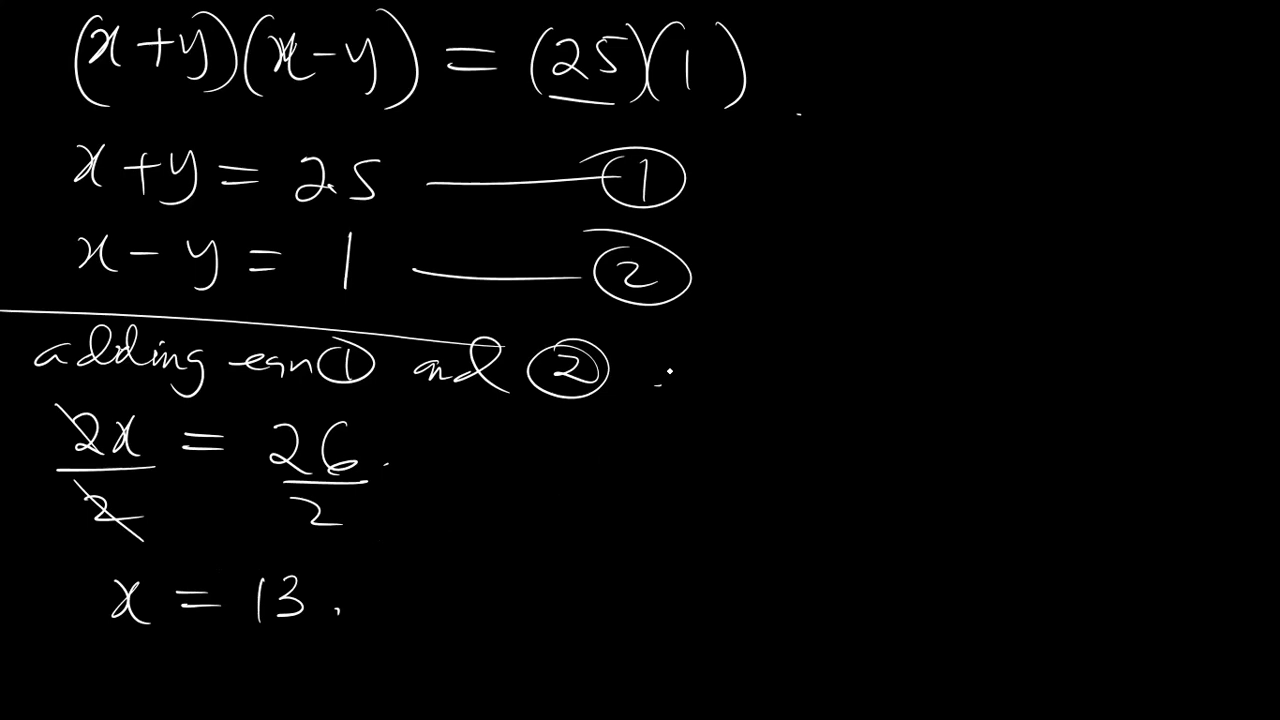 (x+y)(x-y) = (25)(1)
x+y = 25 ——— ①
x-y = 1 ——— ②
adding eqn ① and ② :
2x/2 = 26/2
x = 13.